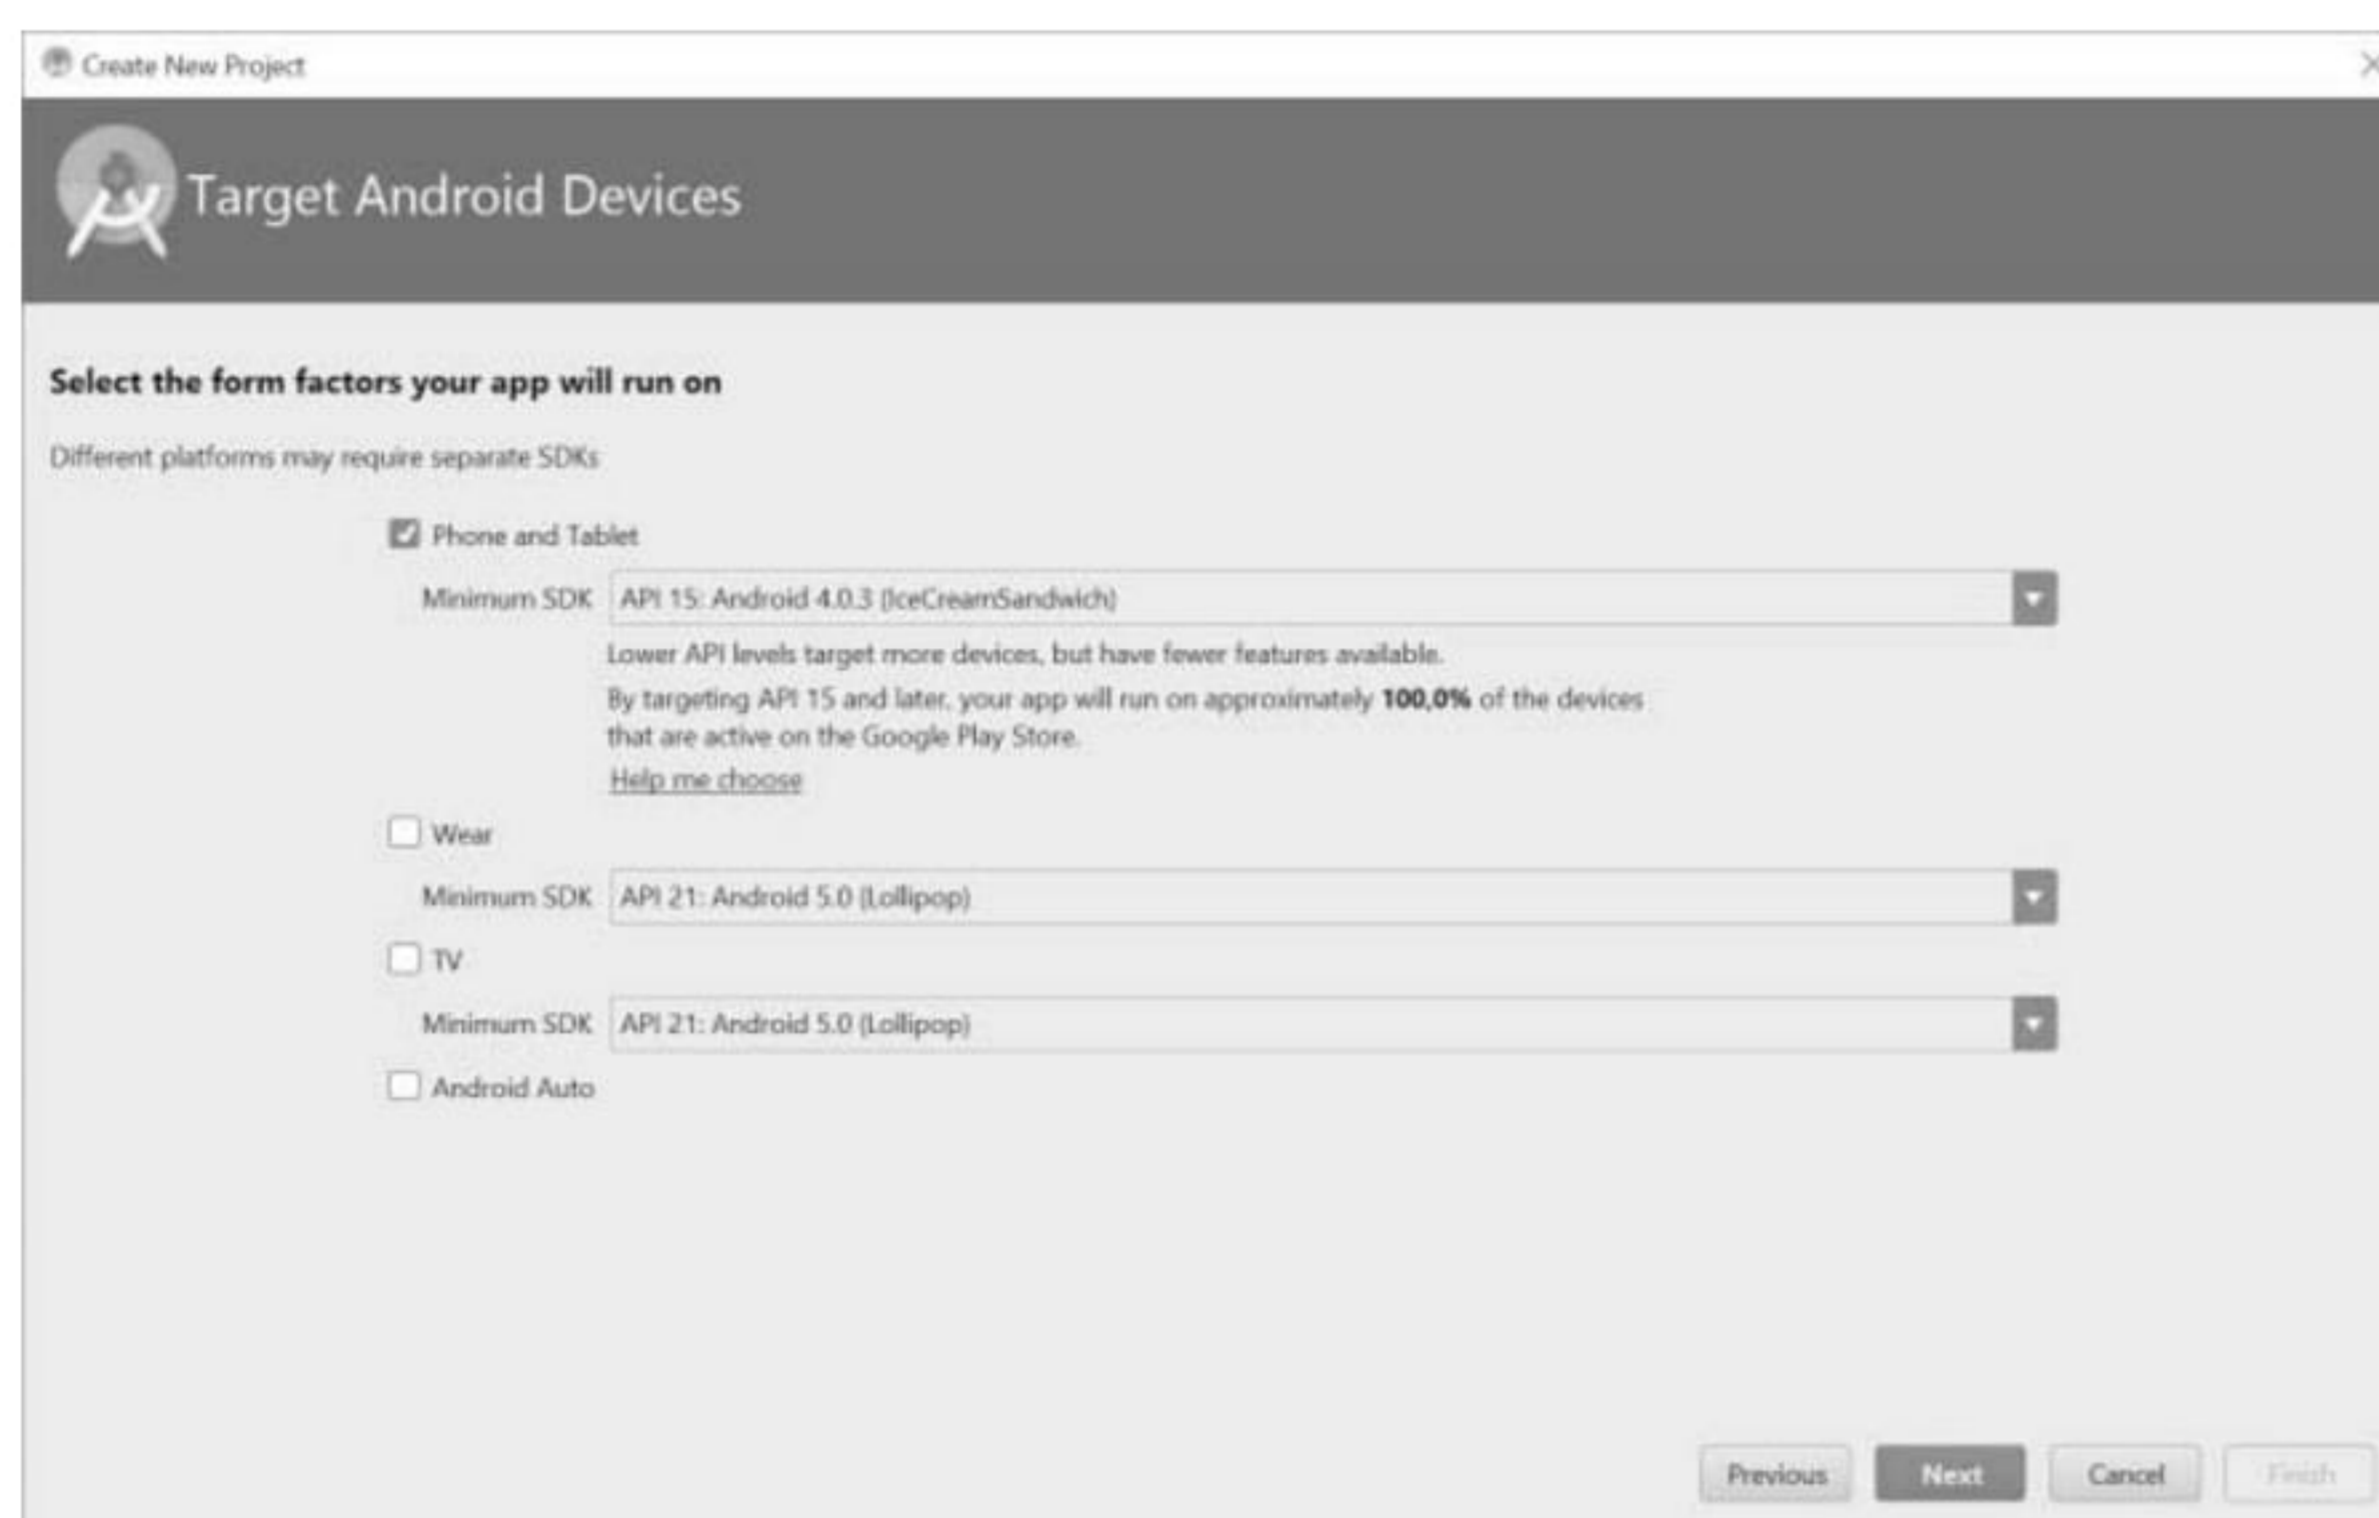 Create New Project
Target Android Devices
Select the form factors your app will run on
Different platforms may require separate SDKs
Phone and Tablet
Minimum SDK API 15: Android 4.0.3 (IceCreamSandwich)
Lower API levels target more devices, but have fewer features available.
By targeting API 15 and later, your app will run on approximately 100,0% of the devices
that are active on the Google Play Store.
Help me choose
Wear
Minimum SDK API 21: Android 5.0 (Lollipop)
TV
Minimum SDK API 21: Android 5.0 (Lollipop)
Android Auto
Previous Next Cancel Finish